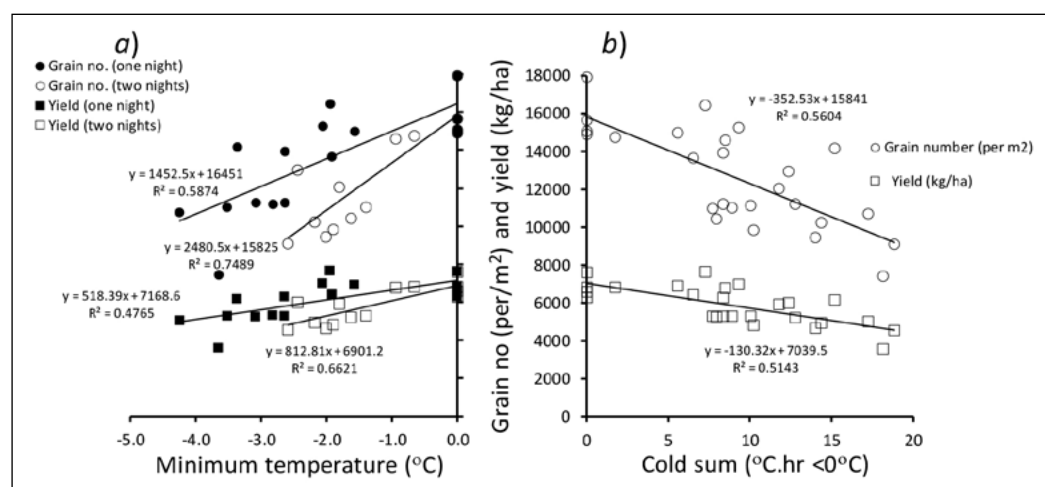 a)
Grain no. (one night)
Grain no. (two nights)
Yield (one night)
Yield (two nights)
y = 1452.5x + 16451
R² = 0.5874
y = 2480.5x + 15825
R² = 0.7489
y = 518.39x + 7168.6
R² = 0.4765
y = 812.81x + 6901.2
R² = 0.6621
-5.0 -4.0 -3.0 -2.0 -1.0 0.0
Minimum temperature (°C)
b)
Grain no (per/m²) and yield (kg/ha)
18000
16000
14000
12000
10000
8000
6000
4000
2000
0
y = -352.53x + 15841
R² = 0.5604
Grain number (per m2)
Yield (kg/ha)
y = -130.32x + 7039.5
R² = 0.5143
0 5 10 15 20
Cold sum (°C.hr <0°C)